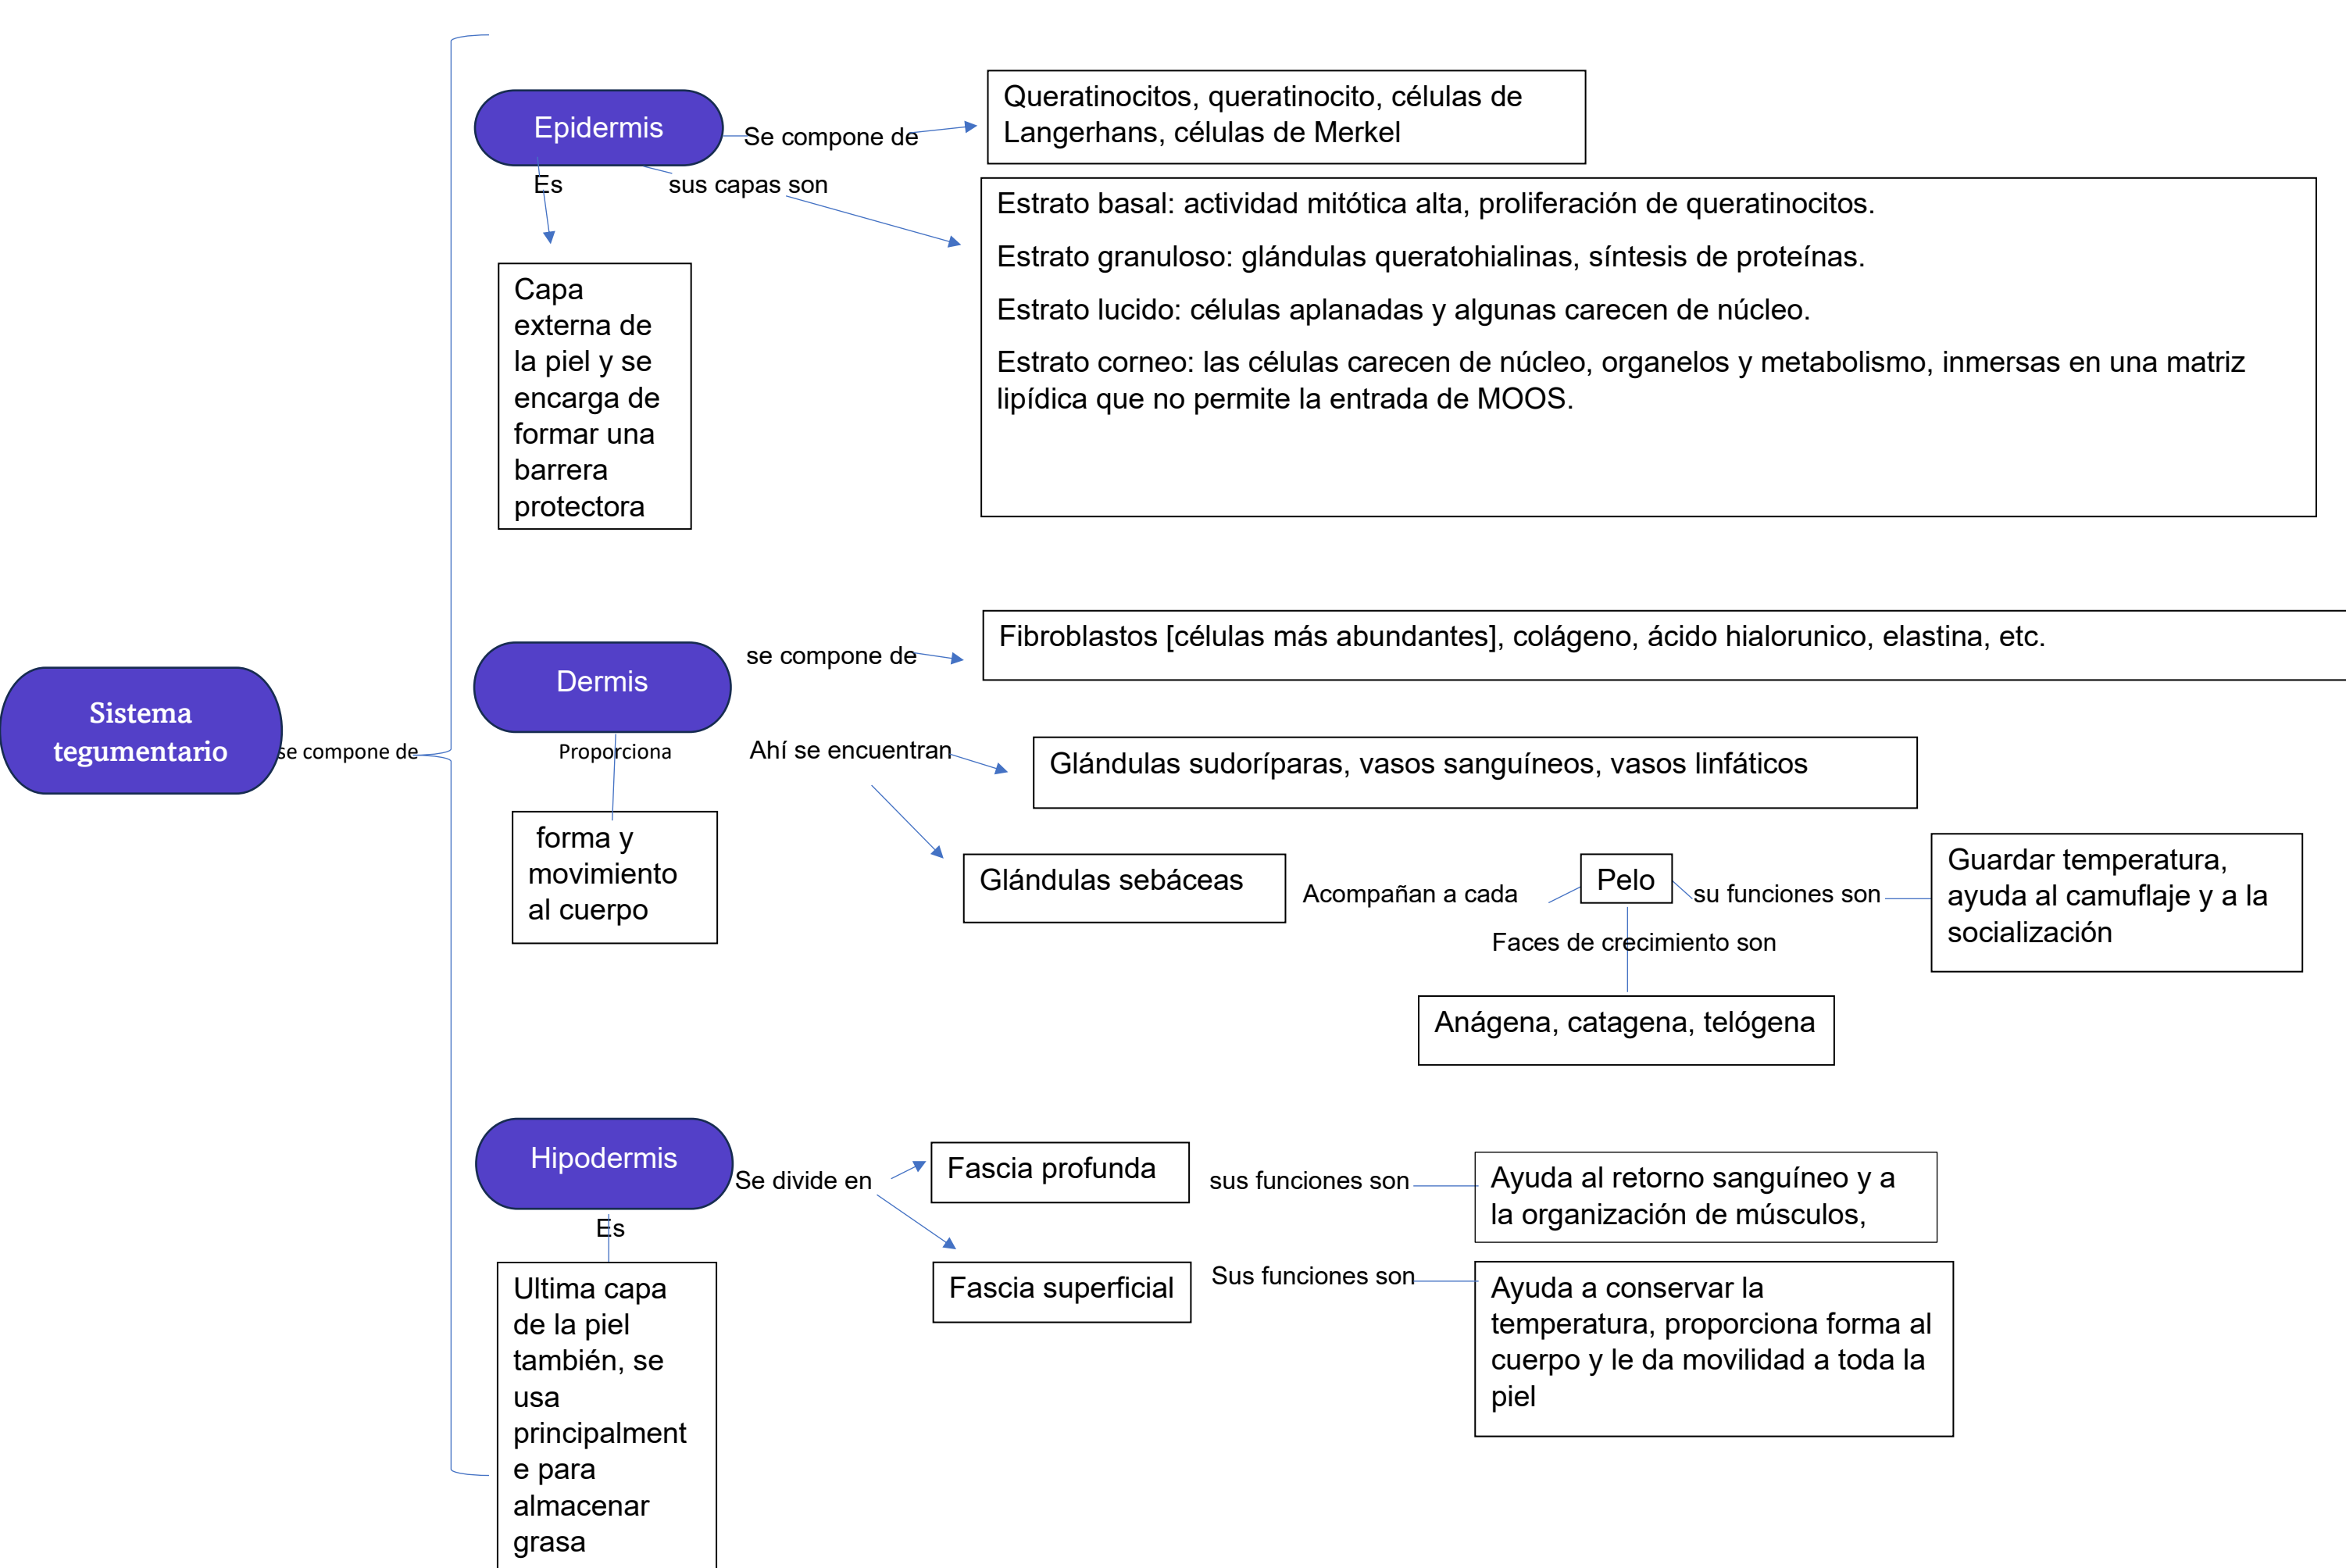 Epidermis
Se compone de
Queratinocitos, queratinocito, células de
Langerhans, células de Merkel
Es
sus capas son
Capa
externa de
la piel y se
encarga de
formar una
barrera
protectora
Estrato basal: actividad mitótica alta, proliferación de queratinocitos.
Estrato granuloso: glándulas queratohialinas, síntesis de proteínas.
Estrato lucido: células aplanadas y algunas carecen de núcleo.
Estrato corneo: las células carecen de núcleo, organelos y metabolismo, inmersas en una matriz
lipídica que no permite la entrada de MOOS.
Sistema
tegumentario
se compone de
Dermis
se compone de
Fibroblastos [células más abundantes], colágeno, ácido hialorunico, elastina, etc.
Proporciona
forma y
movimiento
al cuerpo
Ahí se encuentran
Glándulas sudoríparas, vasos sanguíneos, vasos linfáticos
Glándulas sebáceas
Acompañan a cada
Pelo
su funciones son
Guardar temperatura,
ayuda al camuflaje y a la
socialización
Faces de crecimiento son
Anágena, catagena, telógena
Hipodermis
Se divide en
Fascia profunda
sus funciones son
Ayuda al retorno sanguíneo y a
la organización de músculos,
Es
Ultima capa
de la piel
también, se
usa
principalment
e para
almacenar
grasa
Fascia superficial
Sus funciones son
Ayuda a conservar la
temperatura, proporciona forma al
cuerpo y le da movilidad a toda la
piel